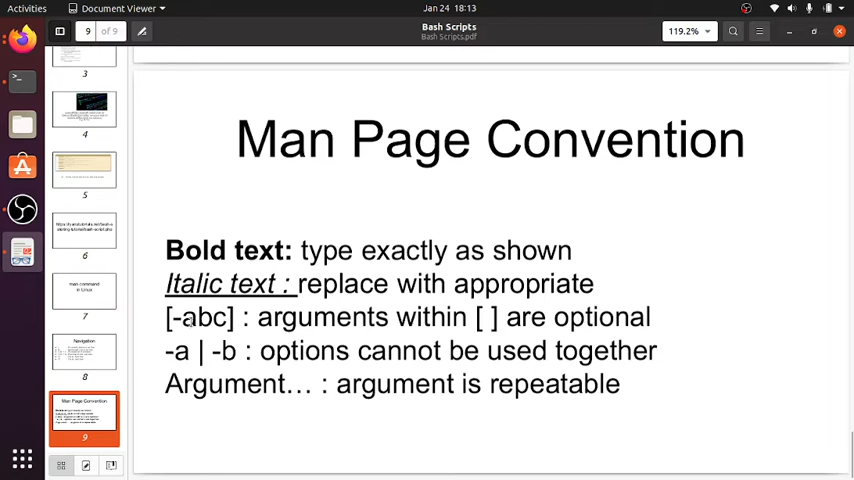 Activities
Document Viewer
Jan 24 18:13
9 of 9
Bash Scripts
Bash Scripts.pdf
119.2%
3
4
5
6
man command
in Linux
7
Navigation
8
Man Page Convention
9
Man Page Convention
Bold text: type exactly as shown
Italic text : replace with appropriate
[-abc] : arguments within [ ] are optional
-a | -b : options cannot be used together
Argument… : argument is repeatable